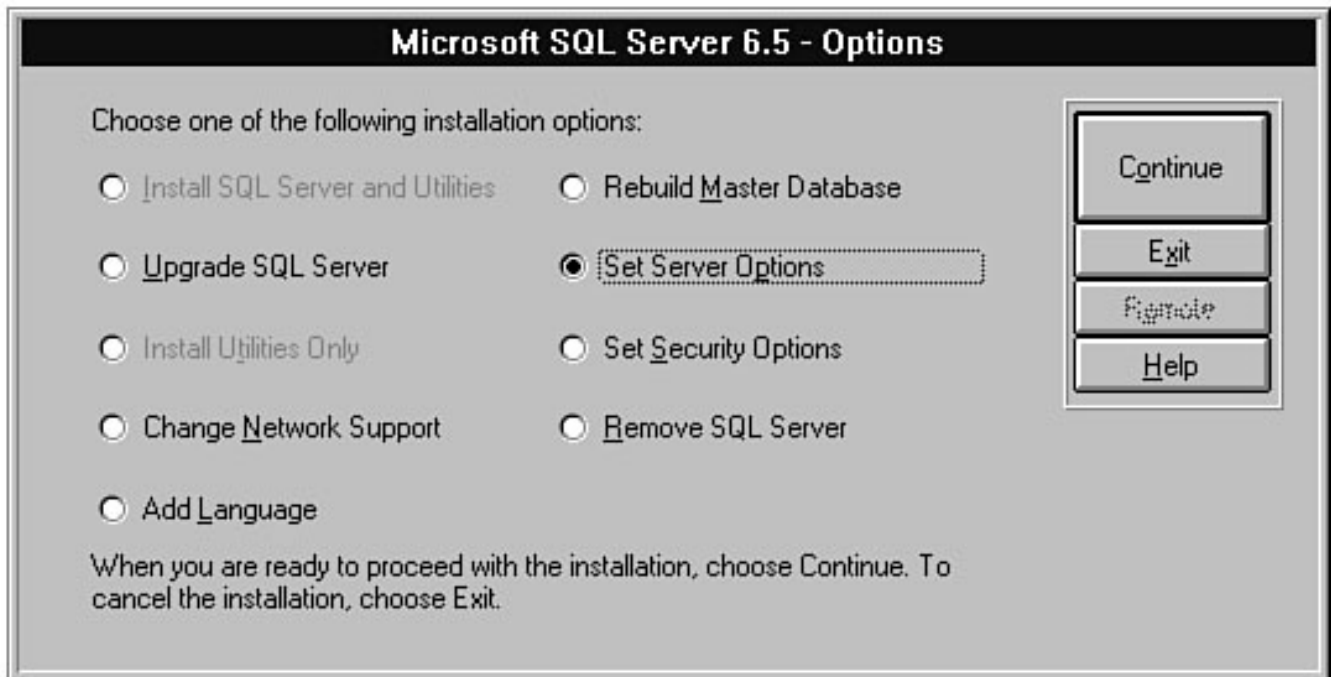 Microsoft SQL Server 6.5 - Options
Choose one of the following installation options:
Install SQL Server and Utilities
Rebuild Master Database
Upgrade SQL Server
Set Server Options
Install Utilities Only
Set Security Options
Change Network Support
Remove SQL Server
Add Language
When you are ready to proceed with the installation, choose Continue. To
cancel the installation, choose Exit.
Continue
Exit
Remote
Help